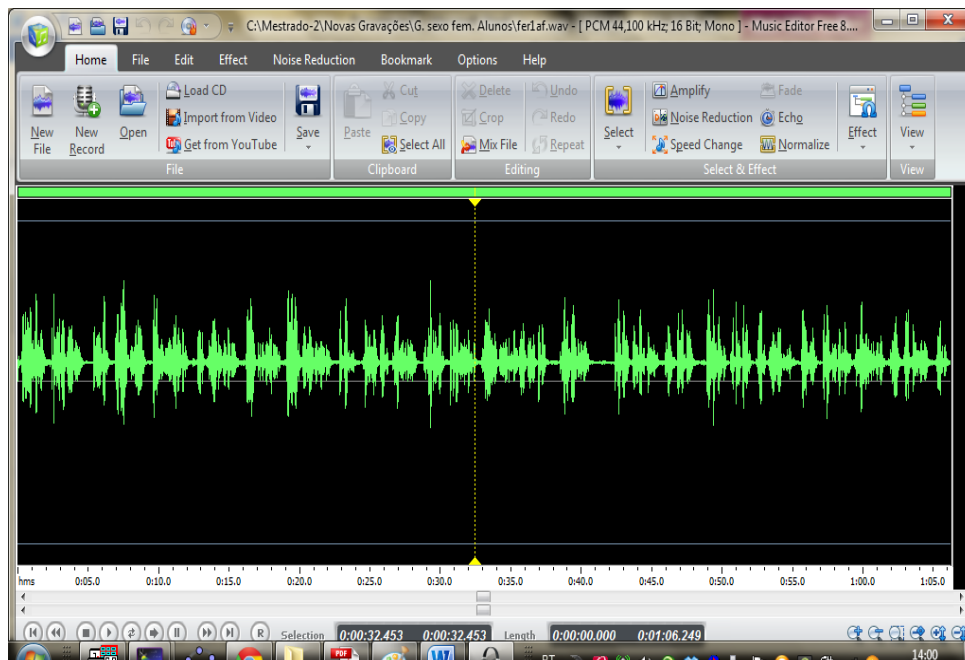 C:\Mestrado-2\Novas Gravações\G. sexo fem. Alunos\fer1af.wav - [ PCM 44,100 kHz; 16 Bit; Mono ] - Music Editor Free 8....
Home File Edit Effect Noise Reduction Bookmark Options Help
New File
New Record
Open
Load CD
Import from Video
Get from YouTube
Save
File
Paste
Cut
Copy
Select All
Clipboard
Delete
Crop
Mix File
Undo
Redo
Repeat
Editing
Select
Amplify
Noise Reduction
Speed Change
Fade
Echo
Normalize
Effect
Select & Effect
View
View
hms 0:05.0 0:10.0 0:15.0 0:20.0 0:25.0 0:30.0 0:35.0 0:40.0 0:45.0 0:50.0 0:55.0 1:00.0 1:05.0
R Selection 0:00:32.453 0:00:32.453 Length 0:00:00.000 0:01:06.249
PDF W PT 14:00